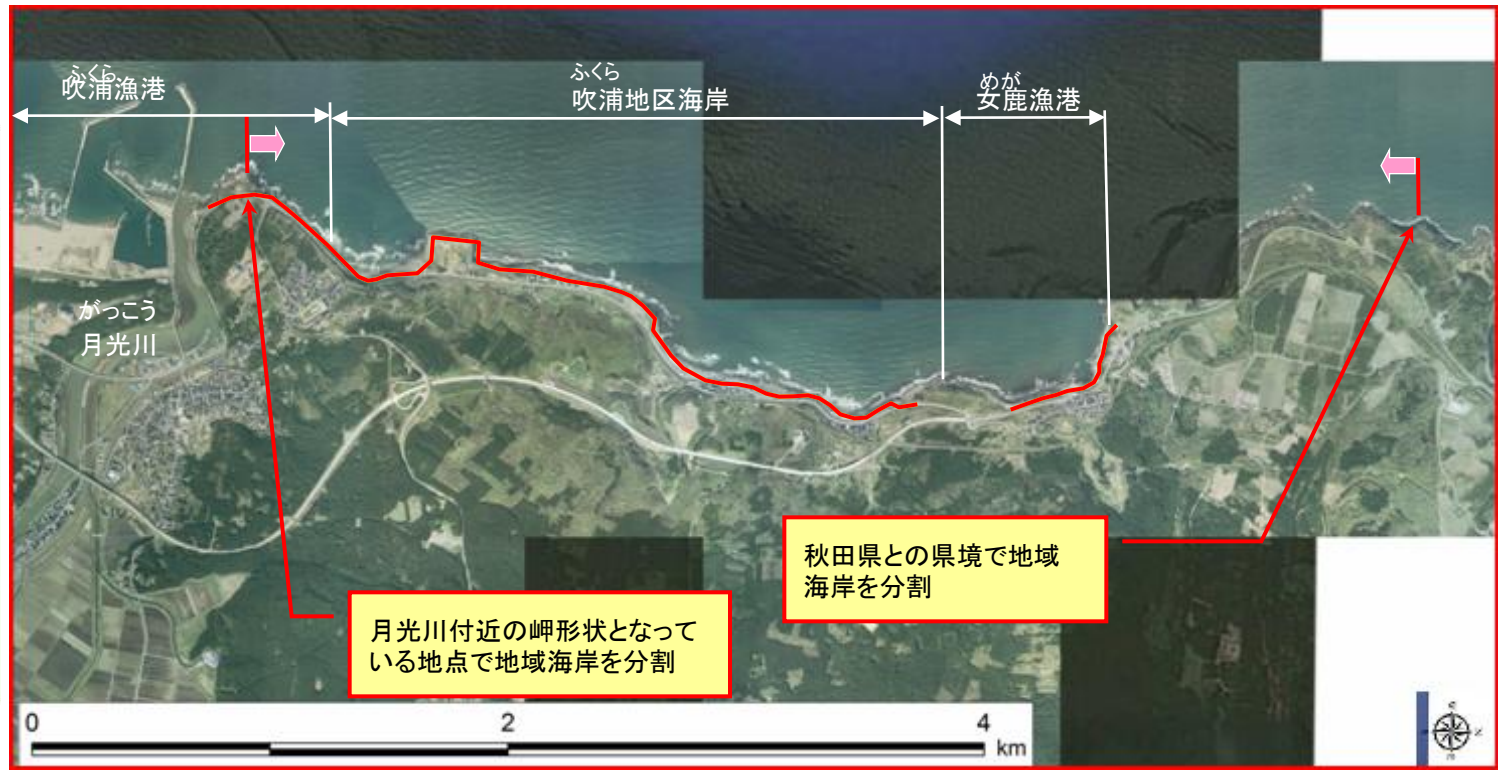 ふくら
吹浦漁港
ふくら
吹浦地区海岸
めが
女鹿漁港
がっこう
月光川
秋田県との県境で地域
海岸を分割
月光川付近の岬形状となって
いる地点で地域海岸を分割
0 2 4
km